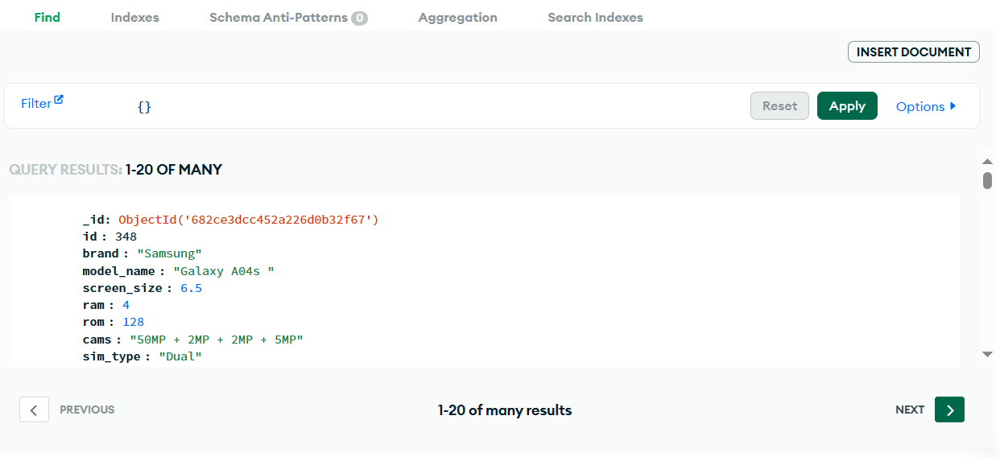 Find Indexes Schema Anti-Patterns 0 Aggregation Search Indexes
INSERT DOCUMENT
Filter {} Reset Apply Options
QUERY RESULTS: 1-20 OF MANY
_id: ObjectId('682ce3dcc452a226d0b32f67')
id : 348
brand : "Samsung"
model_name : "Galaxy A04s "
screen_size : 6.5
ram : 4
rom : 128
cams : "50MP + 2MP + 2MP + 5MP"
sim_type : "Dual"
PREVIOUS 1-20 of many results NEXT